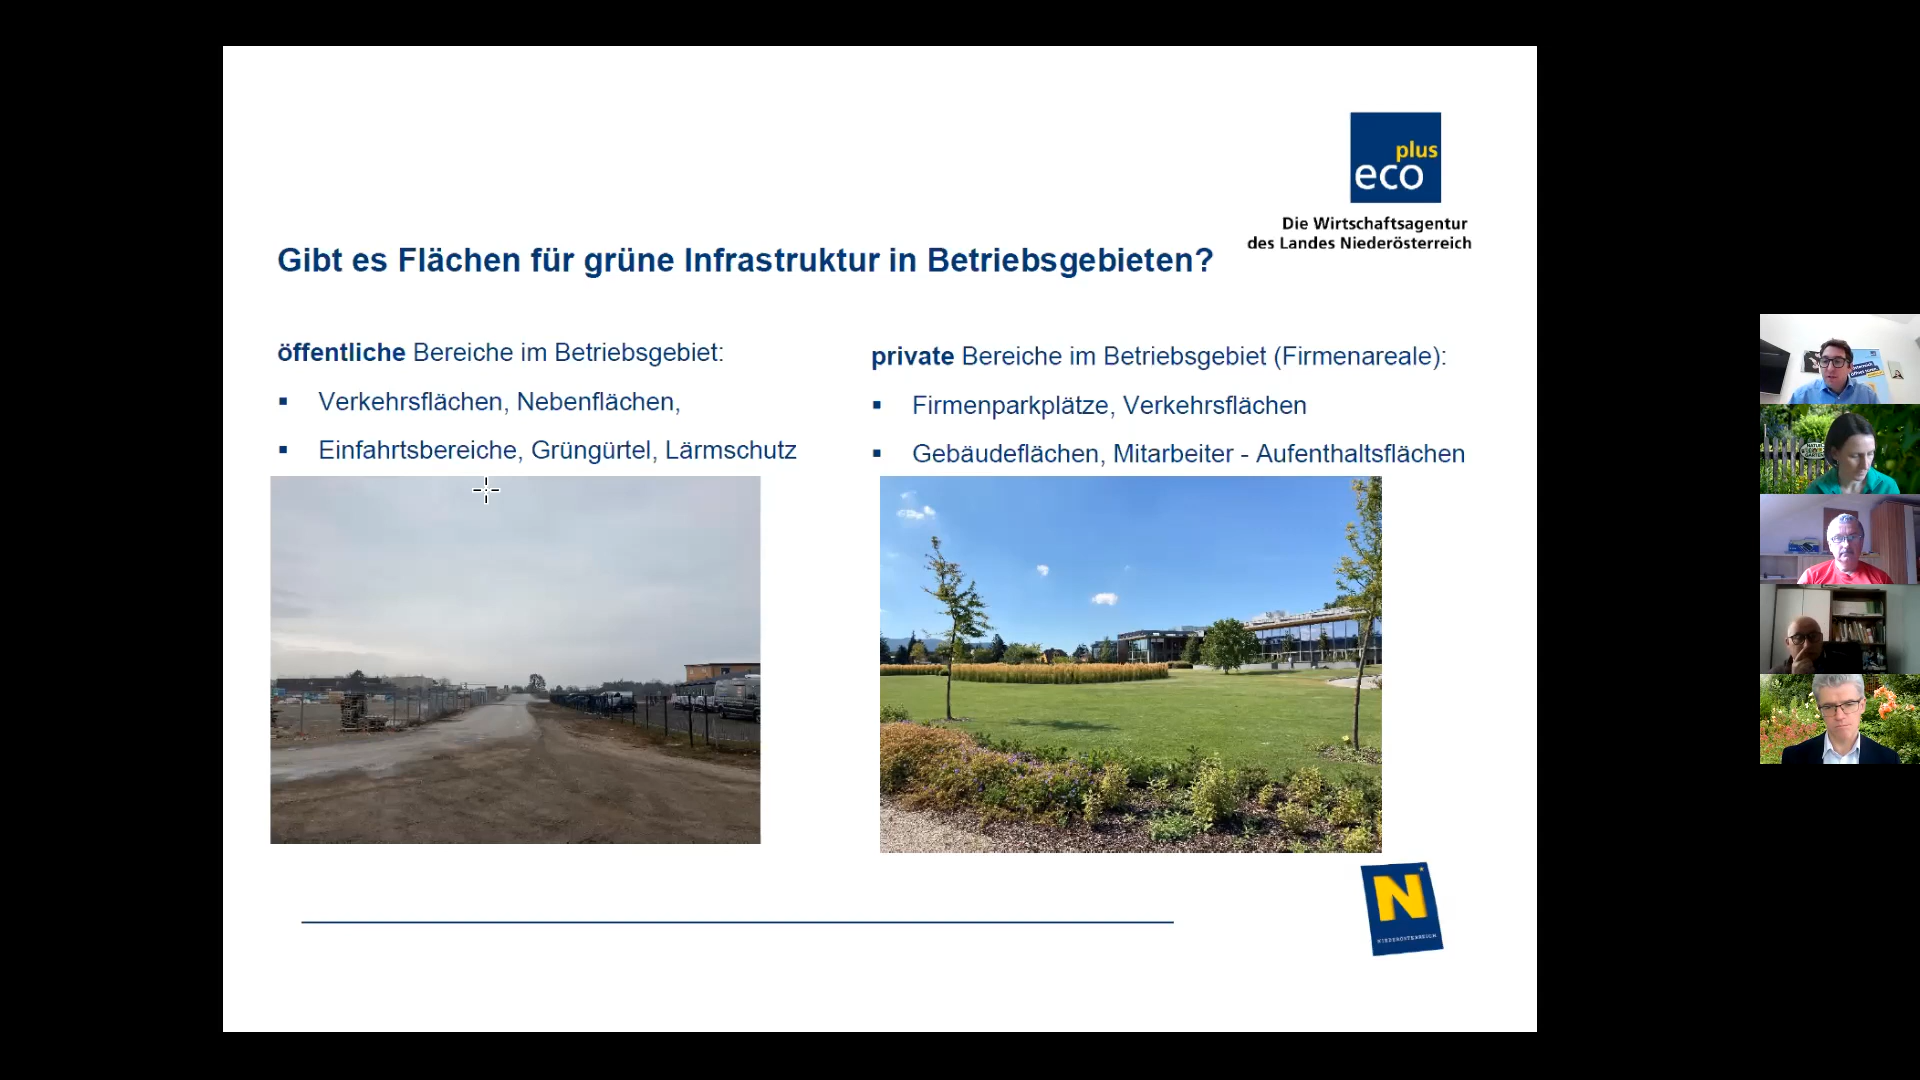 plus
eco
Die Wirtschaftsagentur
des Landes Niederösterreich
Gibt es Flächen für grüne Infrastruktur in Betriebsgebieten?
öffentliche Bereiche im Betriebsgebiet:
▪ Verkehrsflächen, Nebenflächen,
▪ Einfahrtsbereiche, Grüngürtel, Lärmschutz
private Bereiche im Betriebsgebiet (Firmenareale):
▪ Firmenparkplätze, Verkehrsflächen
▪ Gebäudeflächen, Mitarbeiter - Aufenthaltsflächen
N
NIEDERÖSTERREICH